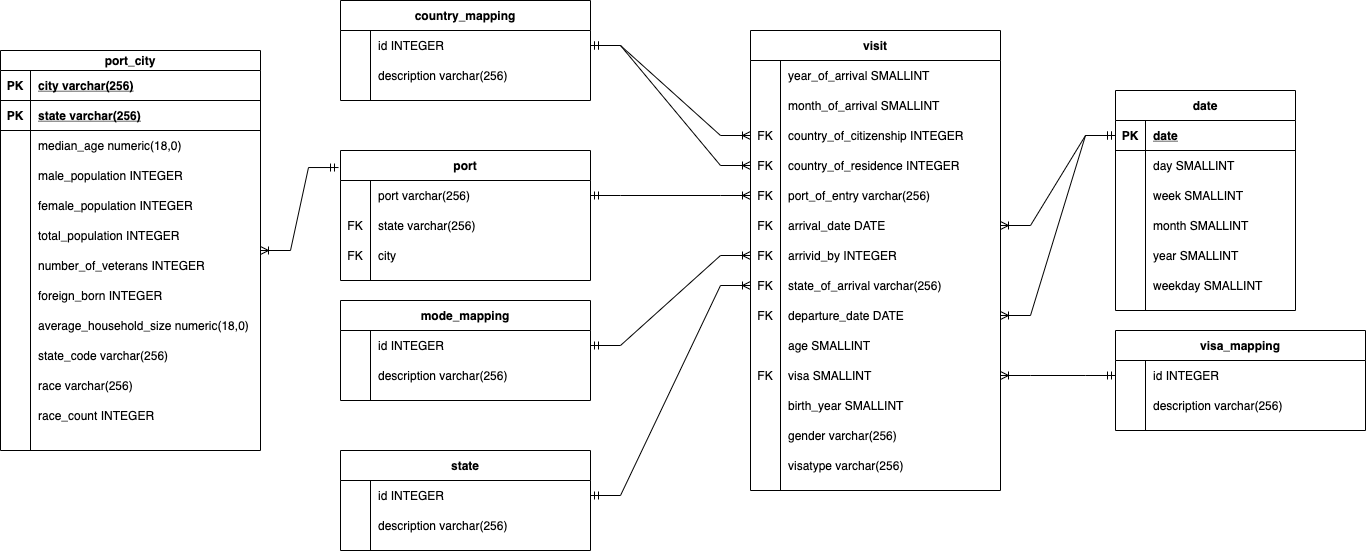 port_city
PK city varchar(256)
PK state varchar(256)
median_age numeric(18,0)
male_population INTEGER
female_population INTEGER
total_population INTEGER
number_of_veterans INTEGER
foreign_born INTEGER
average_household_size numeric(18,0)
state_code varchar(256)
race varchar(256)
race_count INTEGER
country_mapping
id INTEGER
description varchar(256)
port
port varchar(256)
FK state varchar(256)
FK city
mode_mapping
id INTEGER
description varchar(256)
state
id INTEGER
description varchar(256)
visit
year_of_arrival SMALLINT
month_of_arrival SMALLINT
FK country_of_citizenship INTEGER
FK country_of_residence INTEGER
FK port_of_entry varchar(256)
FK arrival_date DATE
FK arrivid_by INTEGER
FK state_of_arrival varchar(256)
FK departure_date DATE
age SMALLINT
FK visa SMALLINT
birth_year SMALLINT
gender varchar(256)
visatype varchar(256)
date
PK date
day SMALLINT
week SMALLINT
month SMALLINT
year SMALLINT
weekday SMALLINT
visa_mapping
id INTEGER
description varchar(256)